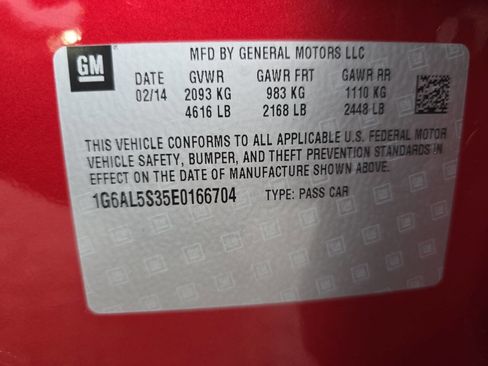 GM
MFD BY GENERAL MOTORS LLC
DATE GVWR GAWR FRT GAWR RR
02/14 2093 KG 983 KG 1110 KG
4616 LB 2168 LB 2448 LB
THIS VEHICLE CONFORMS TO ALL APPLICABLE U.S. FEDERAL MOTOR
VEHICLE SAFETY, BUMPER, AND THEFT PREVENTION STANDARDS IN
EFFECT ON THE DATE OF MANUFACTURE SHOWN ABOVE.
1G6AL5S35E0166704 TYPE: PASS CAR